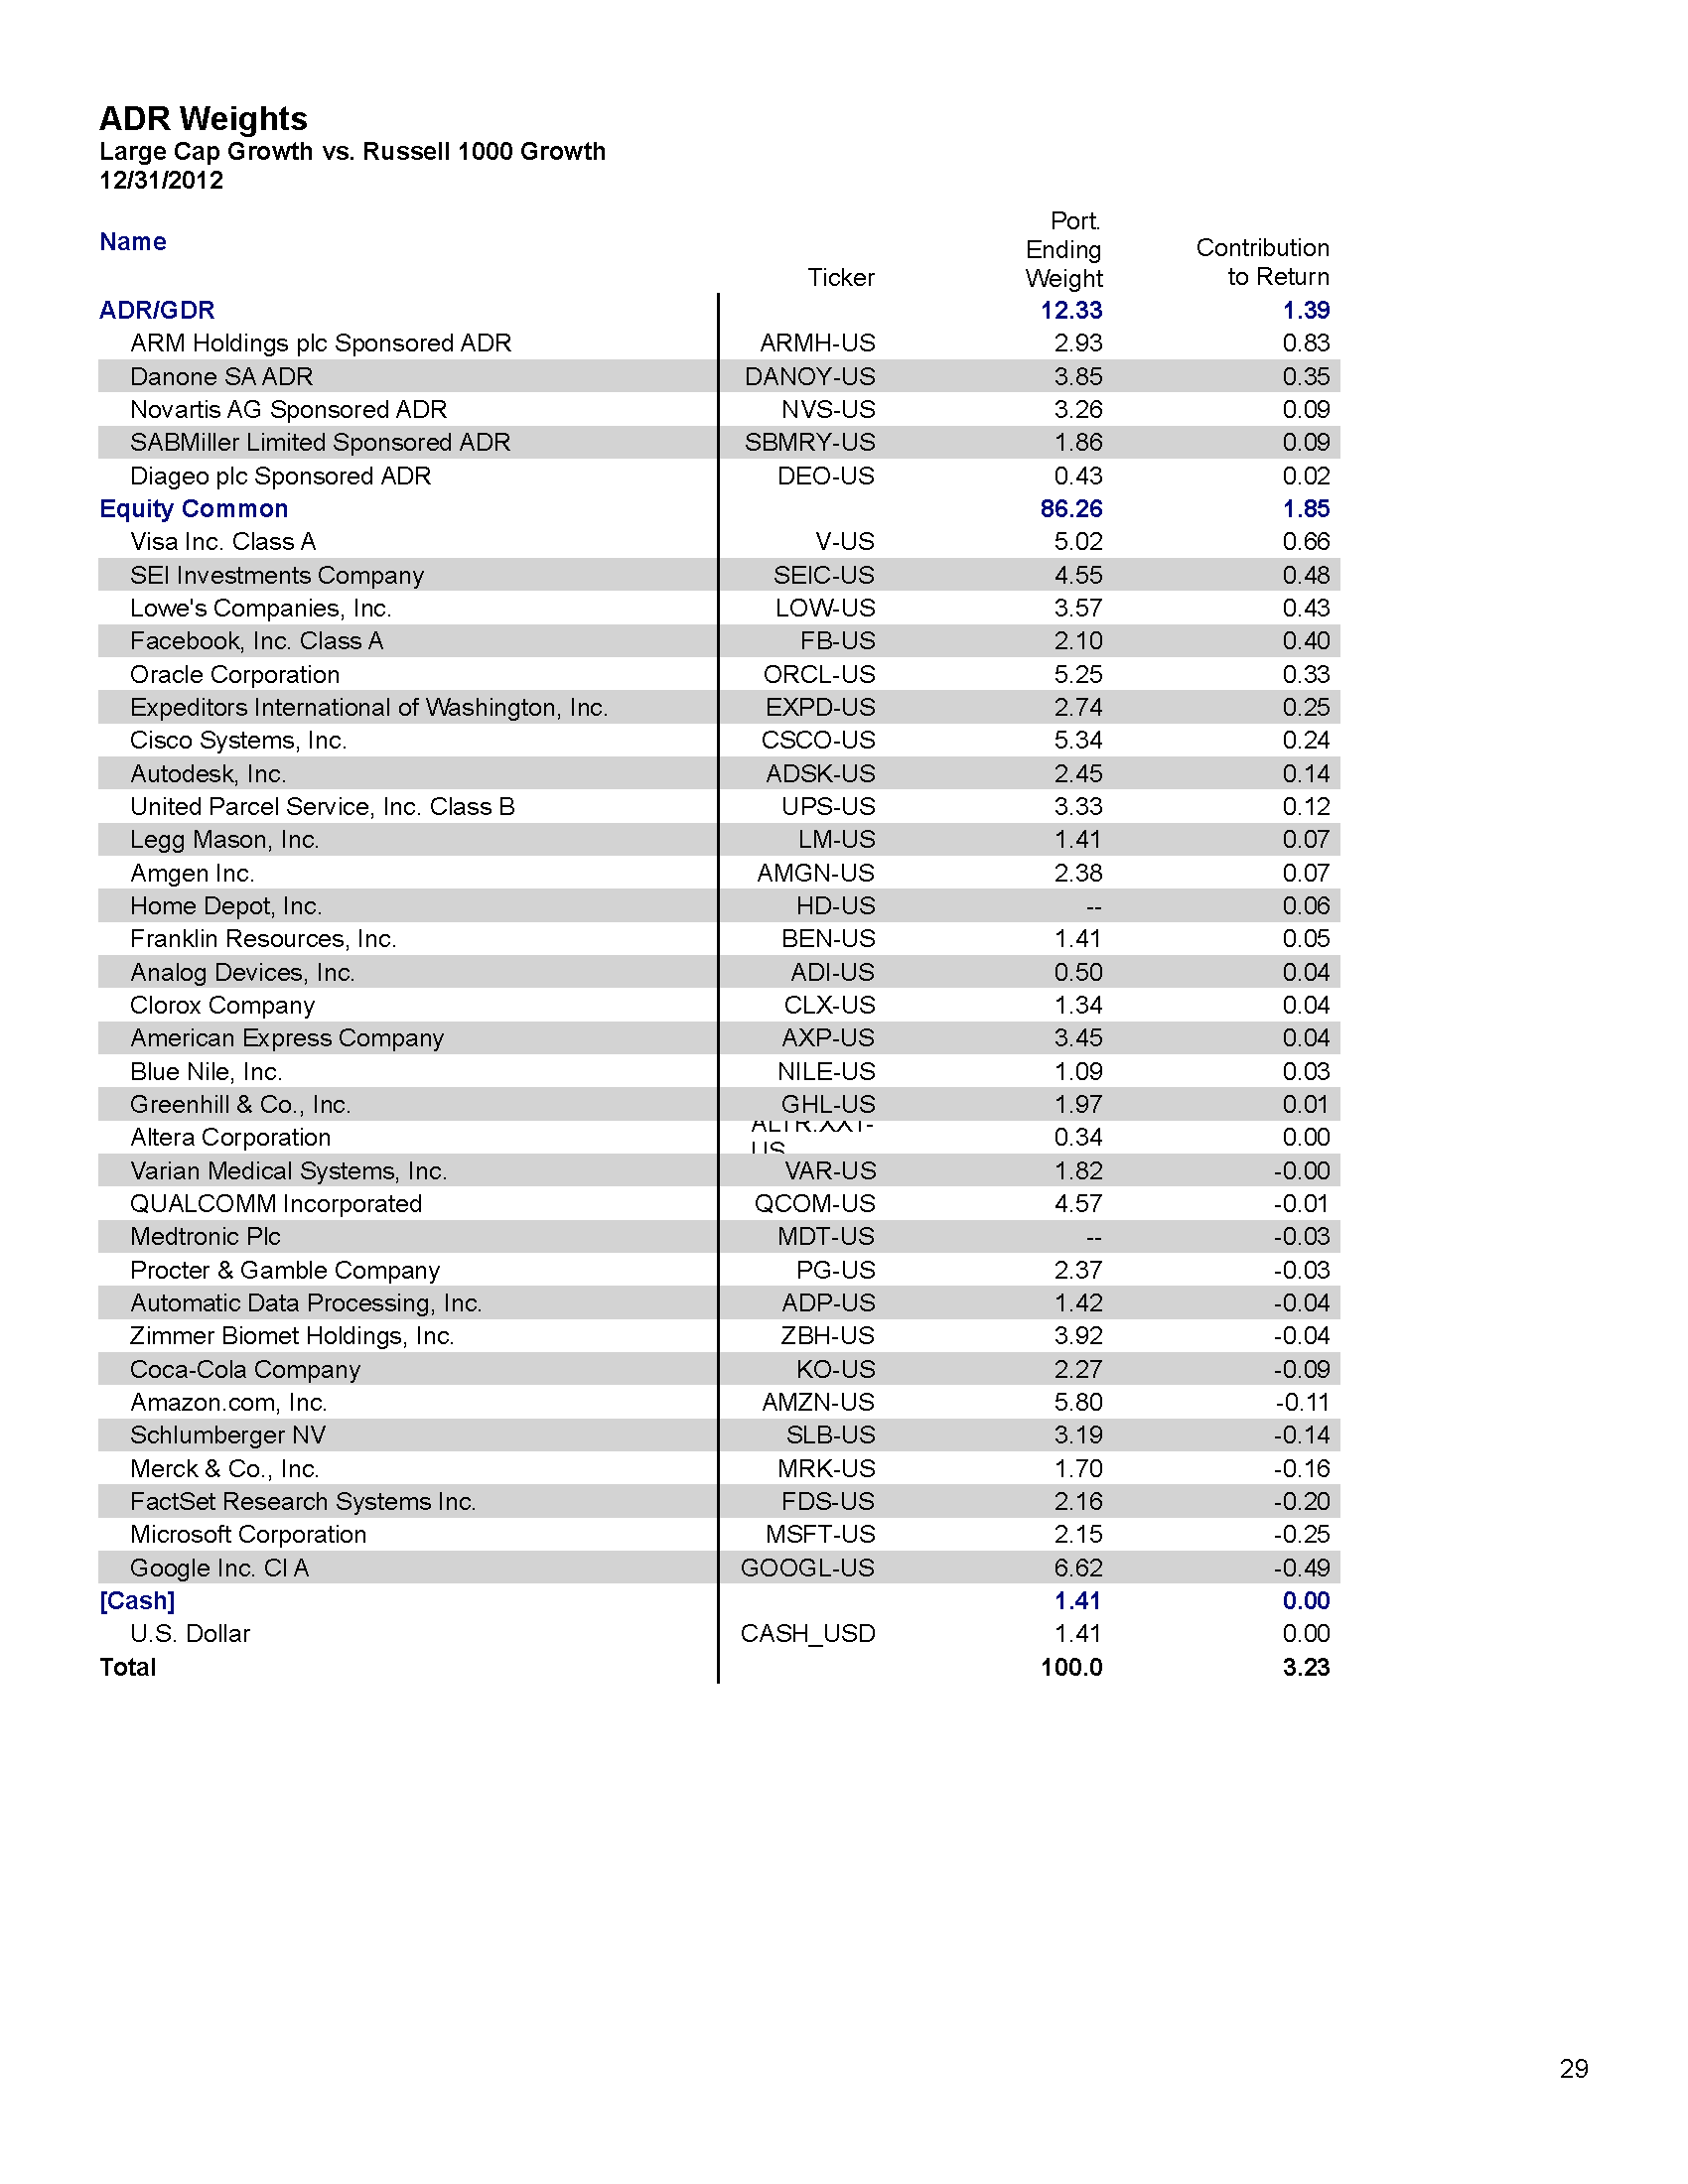 ADR Weights
Large Cap Growth vs. Russell 1000 Growth
12/31/2012
Name Ticker Port. Ending Weight Contribution to Return
ADR/GDR 12.33 1.39
ARM Holdings plc Sponsored ADR ARMH-US 2.93 0.83
Danone SA ADR DANOY-US 3.85 0.35
Novartis AG Sponsored ADR NVS-US 3.26 0.09
SABMiller Limited Sponsored ADR SBMRY-US 1.86 0.09
Diageo plc Sponsored ADR DEO-US 0.43 0.02
Equity Common 86.26 1.85
Visa Inc. Class A V-US 5.02 0.66
SEI Investments Company SEIC-US 4.55 0.48
Lowe's Companies, Inc. LOW-US 3.57 0.43
Facebook, Inc. Class A FB-US 2.10 0.40
Oracle Corporation ORCL-US 5.25 0.33
Expeditors International of Washington, Inc. EXPD-US 2.74 0.25
Cisco Systems, Inc. CSCO-US 5.34 0.24
Autodesk, Inc. ADSK-US 2.45 0.14
United Parcel Service, Inc. Class B UPS-US 3.33 0.12
Legg Mason, Inc. LM-US 1.41 0.07
Amgen Inc. AMGN-US 2.38 0.07
Home Depot, Inc. HD-US -- 0.06
Franklin Resources, Inc. BEN-US 1.41 0.05
Analog Devices, Inc. ADI-US 0.50 0.04
Clorox Company CLX-US 1.34 0.04
American Express Company AXP-US 3.45 0.04
Blue Nile, Inc. NILE-US 1.09 0.03
Greenhill & Co., Inc. GHL-US 1.97 0.01
Altera Corporation 0.34 0.00
Varian Medical Systems, Inc. VAR-US 1.82 -0.00
QUALCOMM Incorporated QCOM-US 4.57 -0.01
Medtronic Plc MDT-US -- -0.03
Procter & Gamble Company PG-US 2.37 -0.03
Automatic Data Processing, Inc. ADP-US 1.42 -0.04
Zimmer Biomet Holdings, Inc. ZBH-US 3.92 -0.04
Coca-Cola Company KO-US 2.27 -0.09
Amazon.com, Inc. AMZN-US 5.80 -0.11
Schlumberger NV SLB-US 3.19 -0.14
Merck & Co., Inc. MRK-US 1.70 -0.16
FactSet Research Systems Inc. FDS-US 2.16 -0.20
Microsoft Corporation MSFT-US 2.15 -0.25
Google Inc. Cl A GOOGL-US 6.62 -0.49
[Cash] 1.41 0.00
U.S. Dollar CASH_USD 1.41 0.00
Total 100.0 3.23
29